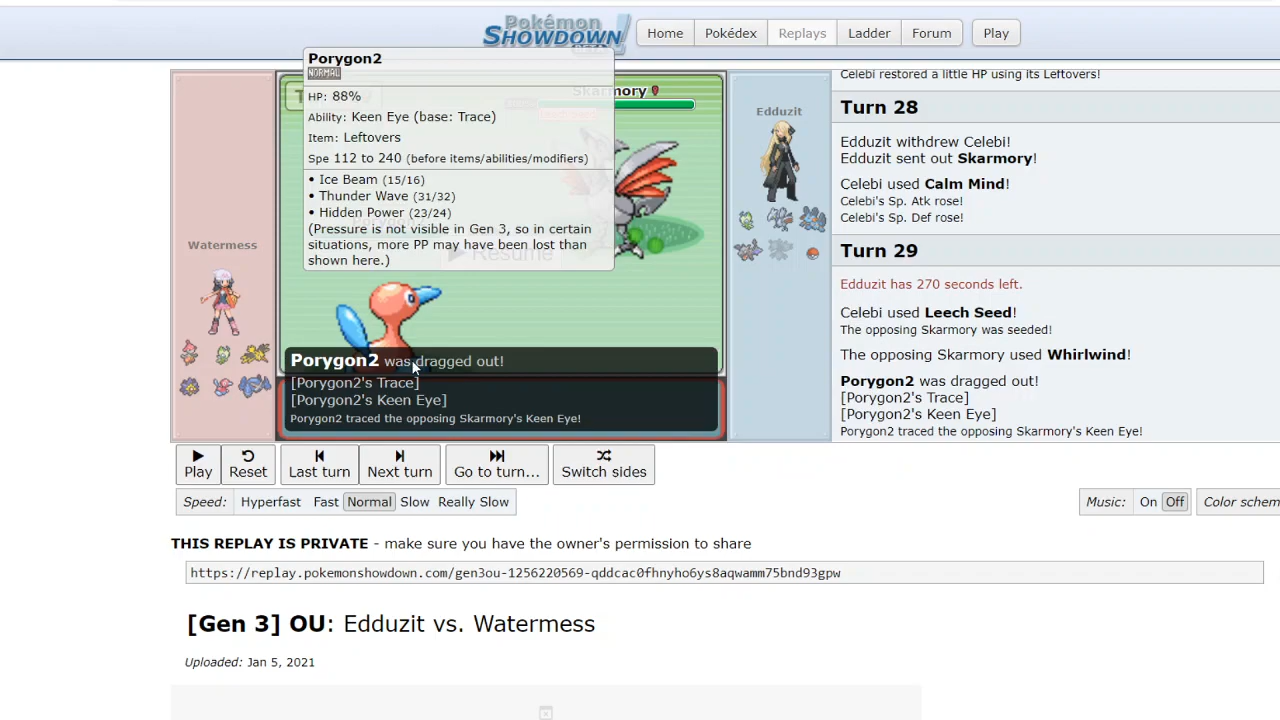 Pokémon
SHOWDOWN
BETA
Home
Pokédex
Replays
Ladder
Forum
Play
Porygon2
NORMAL
HP: 88%
Ability: Keen Eye (base: Trace)
Item: Leftovers
Spe 112 to 240 (before items/abilities/modifiers)
• Ice Beam (15/16)
• Thunder Wave (31/32)
• Hidden Power (23/24)
(Pressure is not visible in Gen 3, so in certain
situations, more PP may have been lost than
shown here.)
Skarmory
Resume
Watermess
Edduzit
Porygon2 was dragged out!
[Porygon2's Trace]
[Porygon2's Keen Eye]
Porygon2 traced the opposing Skarmory's Keen Eye!
Celebi restored a little HP using its Leftovers!
Turn 28
Edduzit withdrew Celebi!
Edduzit sent out Skarmory!
Celebi used Calm Mind!
Celebi's Sp. Atk rose!
Celebi's Sp. Def rose!
Turn 29
Edduzit has 270 seconds left.
Celebi used Leech Seed!
The opposing Skarmory was seeded!
The opposing Skarmory used Whirlwind!
Porygon2 was dragged out!
[Porygon2's Trace]
[Porygon2's Keen Eye]
Porygon2 traced the opposing Skarmory's Keen Eye!
Play
Reset
Last turn
Next turn
Go to turn...
Switch sides
Speed: Hyperfast Fast Normal Slow Really Slow
Music: On Off
Color schem
THIS REPLAY IS PRIVATE - make sure you have the owner's permission to share
https://replay.pokemonshowdown.com/gen3ou-1256220569-qddcac0fhnyho6ys8aqwamm75bnd93gpw
[Gen 3] OU: Edduzit vs. Watermess
Uploaded: Jan 5, 2021